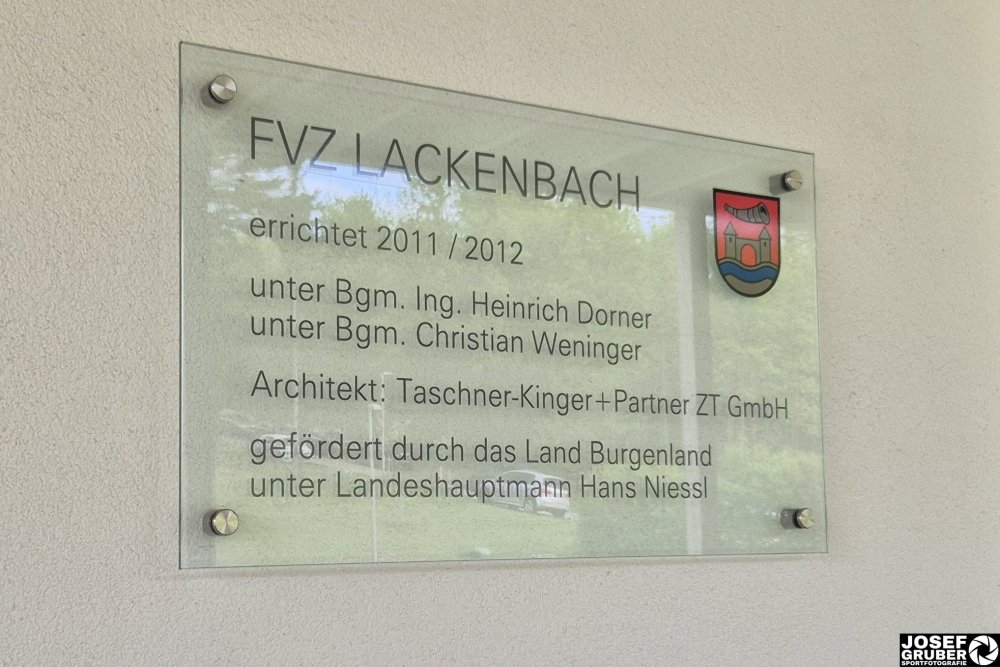 FVZ LACKENBACH
errichtet 2011 / 2012
unter Bgm. Ing. Heinrich Dorner
unter Bgm. Christian Weninger
Architekt: Taschner-Kinger+Partner ZT GmbH
gefördert durch das Land Burgenland
unter Landeshauptmann Hans Niessl
JOSEF
GRUBER
SPORTFOTOGRAFIE